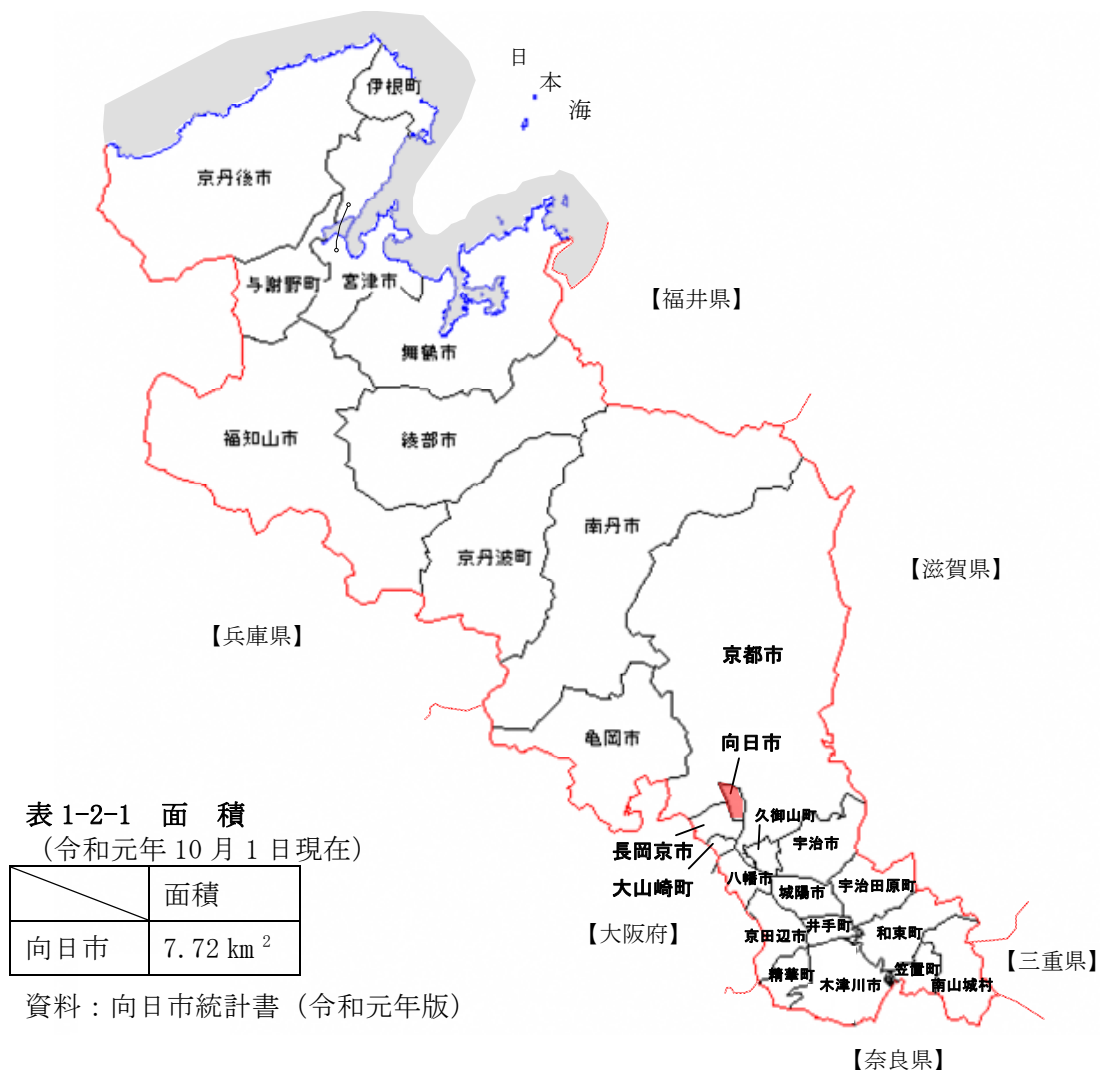 日
本
海
伊根町
京丹後市
与謝野町
宮津市
【福井県】
舞鶴市
福知山市
綾部市
南丹市
京丹波町
【滋賀県】
【兵庫県】
京都市
亀岡市
向日市
久御山町
宇治市
長岡京市
大山崎町
八幡市
城陽市
宇治田原町
【大阪府】
京田辺市
井手町
和束町
【三重県】
精華町
木津川市
笠置町
南山城村
【奈良県】
表 1-2-1 面 積
(令和元年 10 月 1 日現在)
面積
向日市 7.72 km ²
資料:向日市統計書(令和元年版)